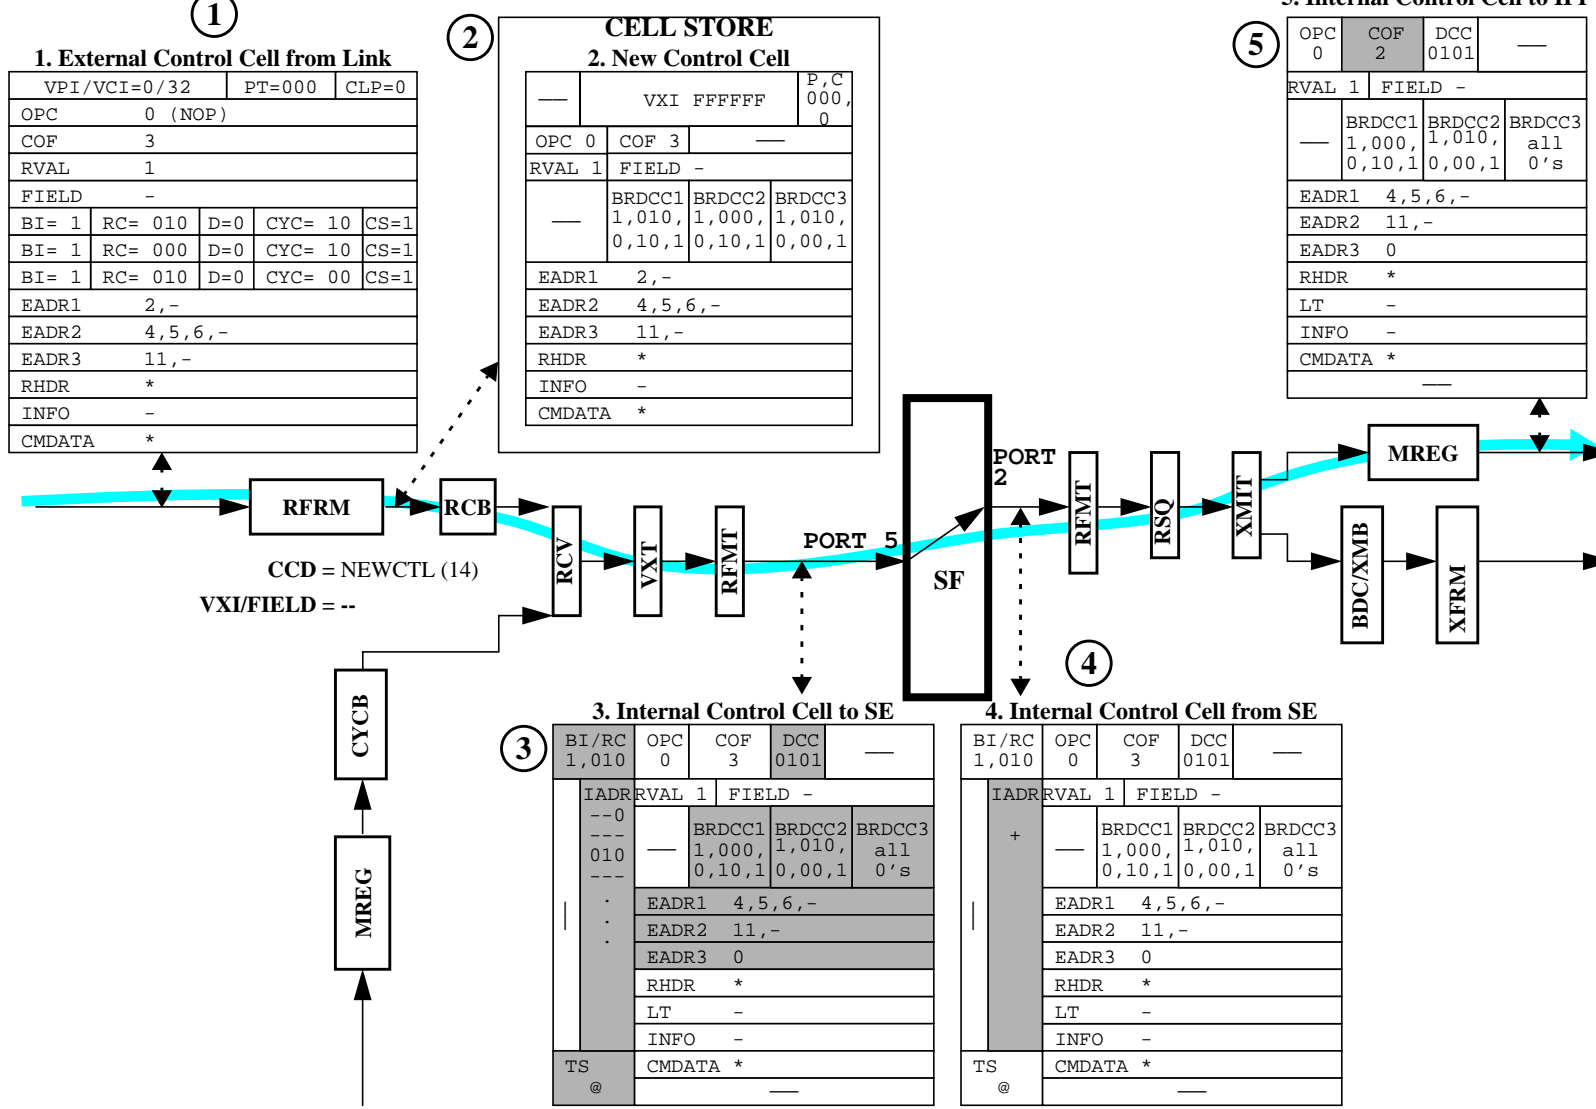 1
1. External Control Cell from Link
VPI/VCI=0/32 PT=000 CLP=0
OPC 0 (NOP)
COF 3
RVAL 1
FIELD -
BI= 1 RC= 010 D=0 CYC= 10 CS=1
BI= 1 RC= 000 D=0 CYC= 10 CS=1
BI= 1 RC= 010 D=0 CYC= 00 CS=1
EADR1 2,-
EADR2 4,5,6,-
EADR3 11,-
RHDR *
INFO -
CMDATA *
2
CELL STORE
2. New Control Cell
— VXI FFFFFF P,C
000,
0
OPC 0 COF 3 —
RVAL 1 FIELD -
— BRDCC1 BRDCC2 BRDCC3
1,010, 1,000, 1,010,
0,10,1 0,10,1 0,00,1
EADR1 2,-
EADR2 4,5,6,-
EADR3 11,-
RHDR *
INFO -
CMDATA *
5
OPC COF DCC —
0 2 0101
RVAL 1 FIELD -
— BRDCC1 BRDCC2 BRDCC3
1,000, 1,010, all
0,10,1 0,00,1 0's
EADR1 4,5,6,-
EADR2 11,-
EADR3 0
RHDR *
LT -
INFO -
CMDATA *
—
RFRM
RCB
RCV
VXT
RFMT
PORT 5
SF
PORT
2
RFMT
RSQ
XMIT
MREG
BDC/XMB
XFRM
CCD = NEWCTL (14)
VXI/FIELD = --
CYCB
MREG
3
3. Internal Control Cell to SE
BI/RC OPC COF DCC —
1,010 0 3 0101
IADR RVAL 1 FIELD -
--0
---
010
---
.
.
.
— BRDCC1 BRDCC2 BRDCC3
1,000, 1,010, all
0,10,1 0,00,1 0's
—
EADR1 4,5,6,-
EADR2 11,-
EADR3 0
RHDR *
LT -
INFO -
TS CMDATA *
@ —
4
4. Internal Control Cell from SE
BI/RC OPC COF DCC —
1,010 0 3 0101
IADR RVAL 1 FIELD -
+
— BRDCC1 BRDCC2 BRDCC3
1,000, 1,010, all
0,10,1 0,00,1 0's
—
EADR1 4,5,6,-
EADR2 11,-
EADR3 0
RHDR *
LT -
INFO -
TS CMDATA *
@ —